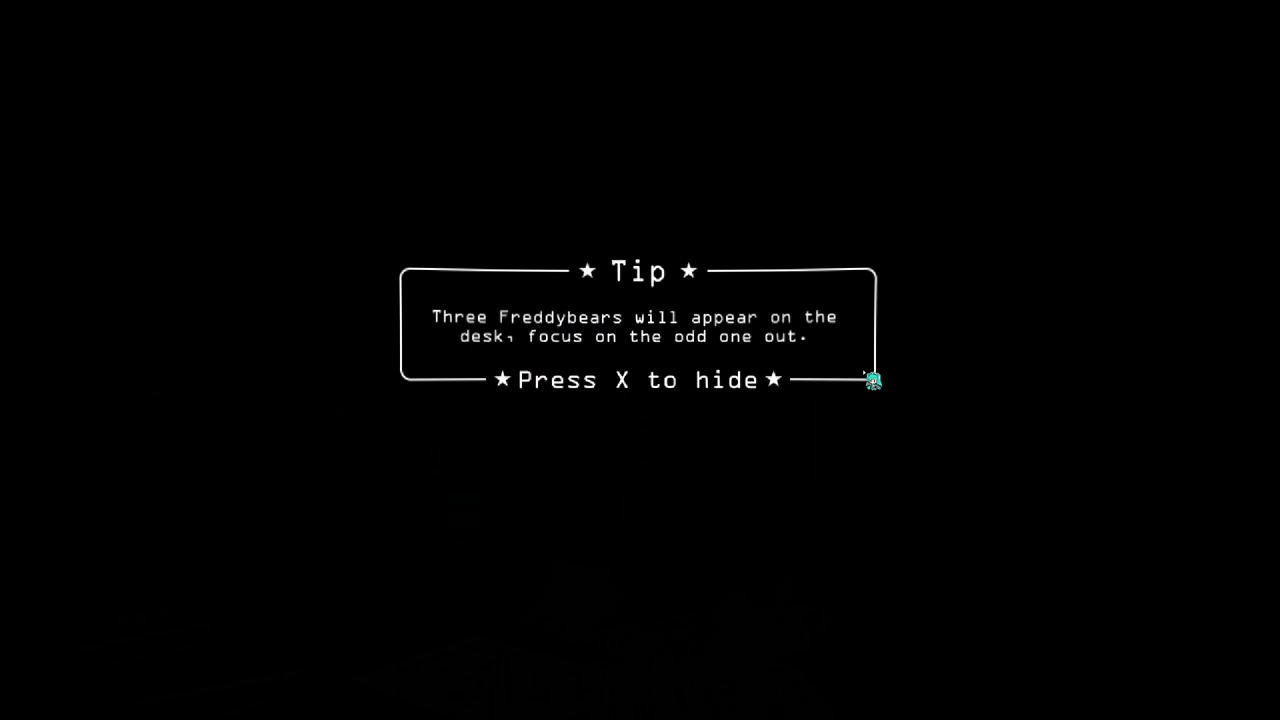 ★ Tip ★
Three Freddybears will appear on the
desk, focus on the odd one out.
★Press X to hide★